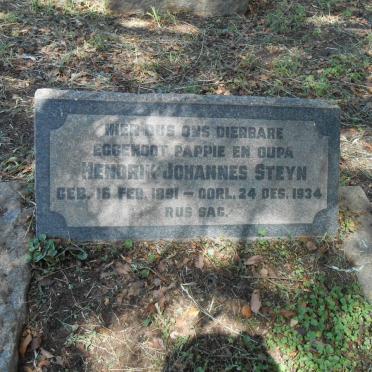 HIER RUS ONS DIERBARE
EGGENOOT PAPPIE EN OUPA
HENDRIK JOHANNES STEYN
GEB. 16 FEB. 1891 – OORL. 24 DES. 1934
RUS SAG.